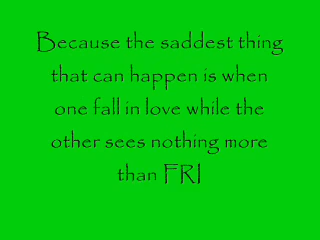 Because the saddest thing
that can happen is when
one fall in love while the
other sees nothing more
than FRI